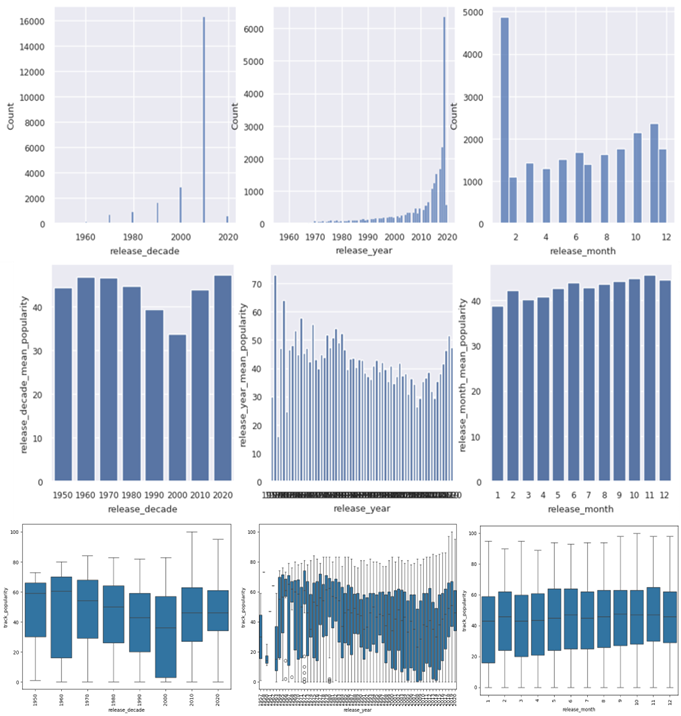 16000
14000
12000
10000
8000
6000
4000
2000
0
Count
1960 1980 2000 2020
release_decade
6000
5000
4000
3000
2000
1000
0
Count
1960 1970 1980 1990 2000 2010 2020
release_year
5000
4000
3000
2000
1000
0
Count
2 4 6 8 10 12
release_month
40
30
20
10
0
release_decade_mean_popularity
1950 1960 1970 1980 1990 2000 2010 2020
release_decade
70
60
50
40
30
20
10
0
release_year_mean_popularity
release_year
40
30
20
10
0
release_month_mean_popularity
1 2 3 4 5 6 7 8 9 10 11 12
release_month
100
80
60
40
20
0
track_popularity
1950 1960 1970 1980 1990 2000 2010 2020
release_decade
100
80
60
40
20
0
track_popularity
release_year
100
80
60
40
20
0
track_popularity
1 2 3 4 5 6 7 8 9 10 11 12
release_month